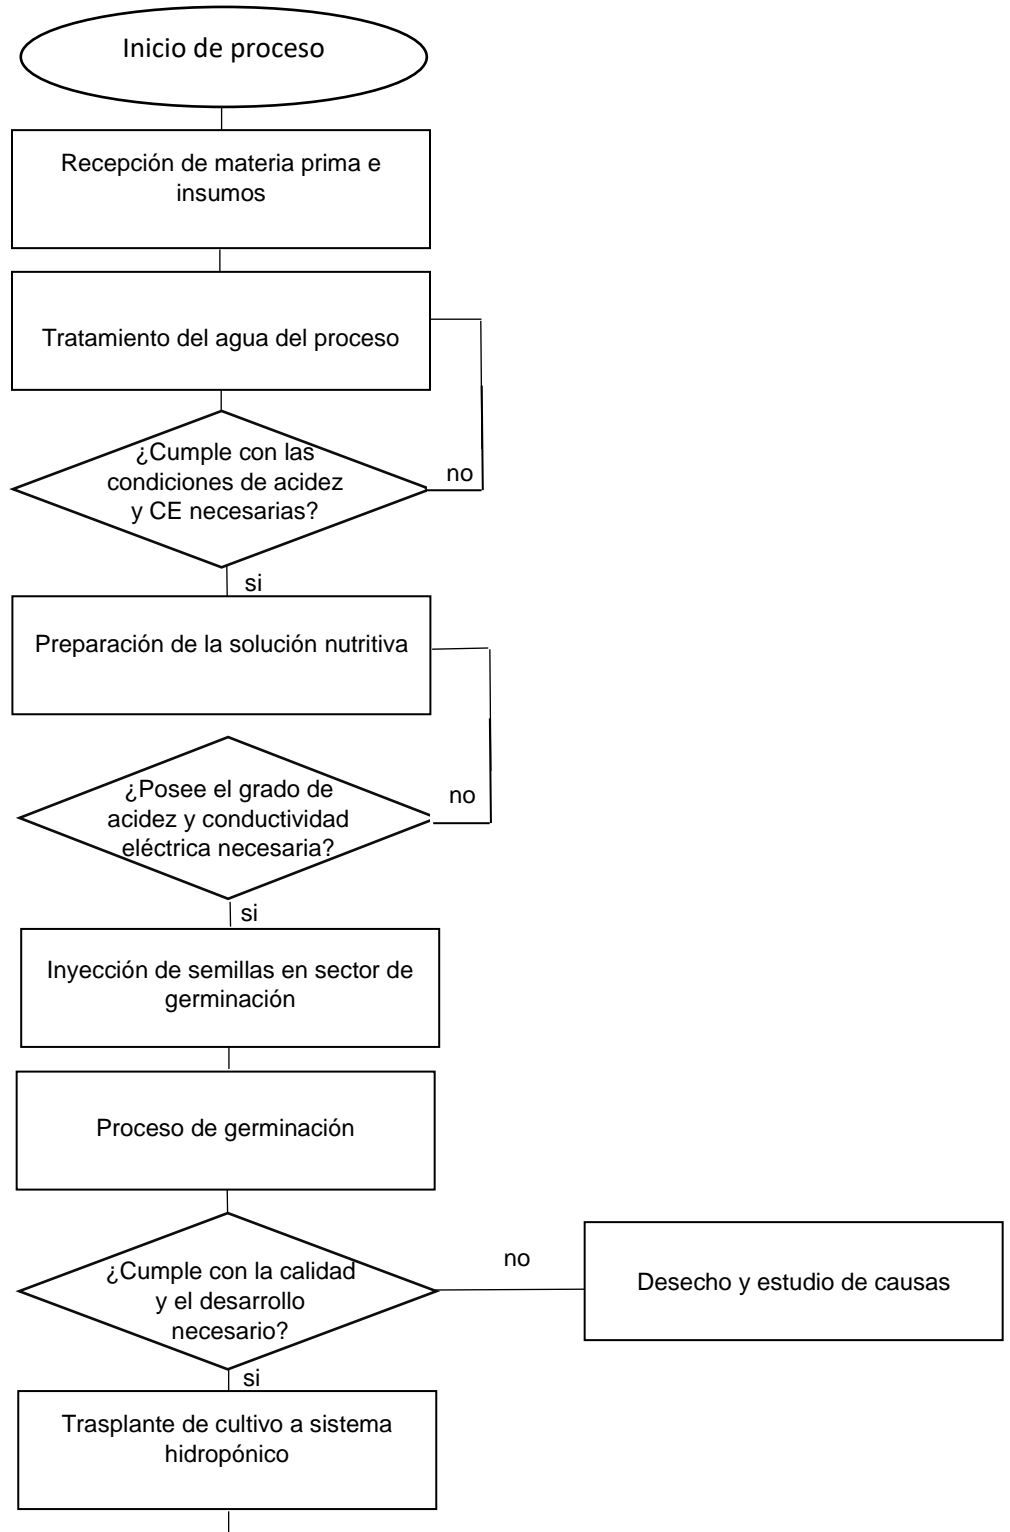 Inicio de proceso
Recepción de materia prima e
insumos
Tratamiento del agua del proceso
¿Cumple con las
condiciones de acidez
y CE necesarias?
no
si
Preparación de la solución nutritiva
¿Posee el grado de
acidez y conductividad
eléctrica necesaria?
no
si
Inyección de semillas en sector de
germinación
Proceso de germinación
¿Cumple con la calidad
y el desarrollo
necesario?
no
Desecho y estudio de causas
si
Trasplante de cultivo a sistema
hidropónico